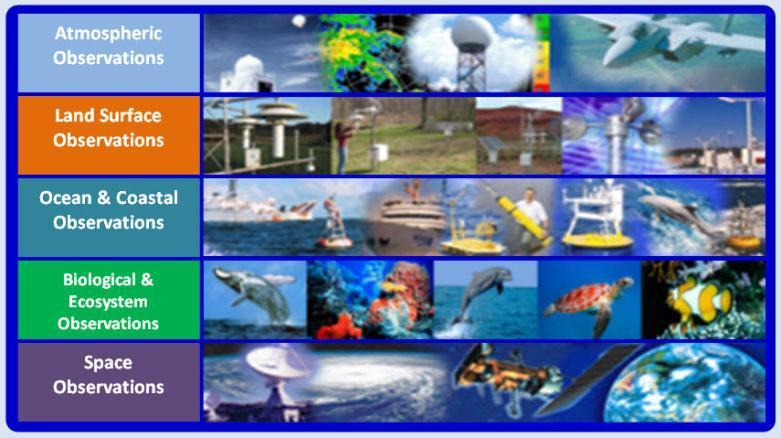 Atmospheric
Observations
Land Surface
Observations
Ocean & Coastal
Observations
Biological &
Ecosystem
Observations
Space
Observations